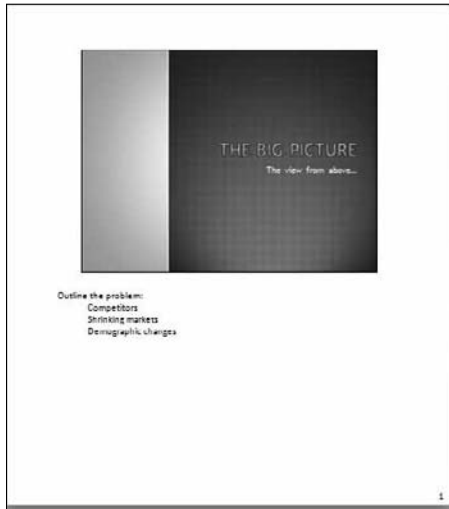 THE BIG PICTURE
The view from above...
Outline the problem:
Competitors
Shrinking markets
Demographic changes
1